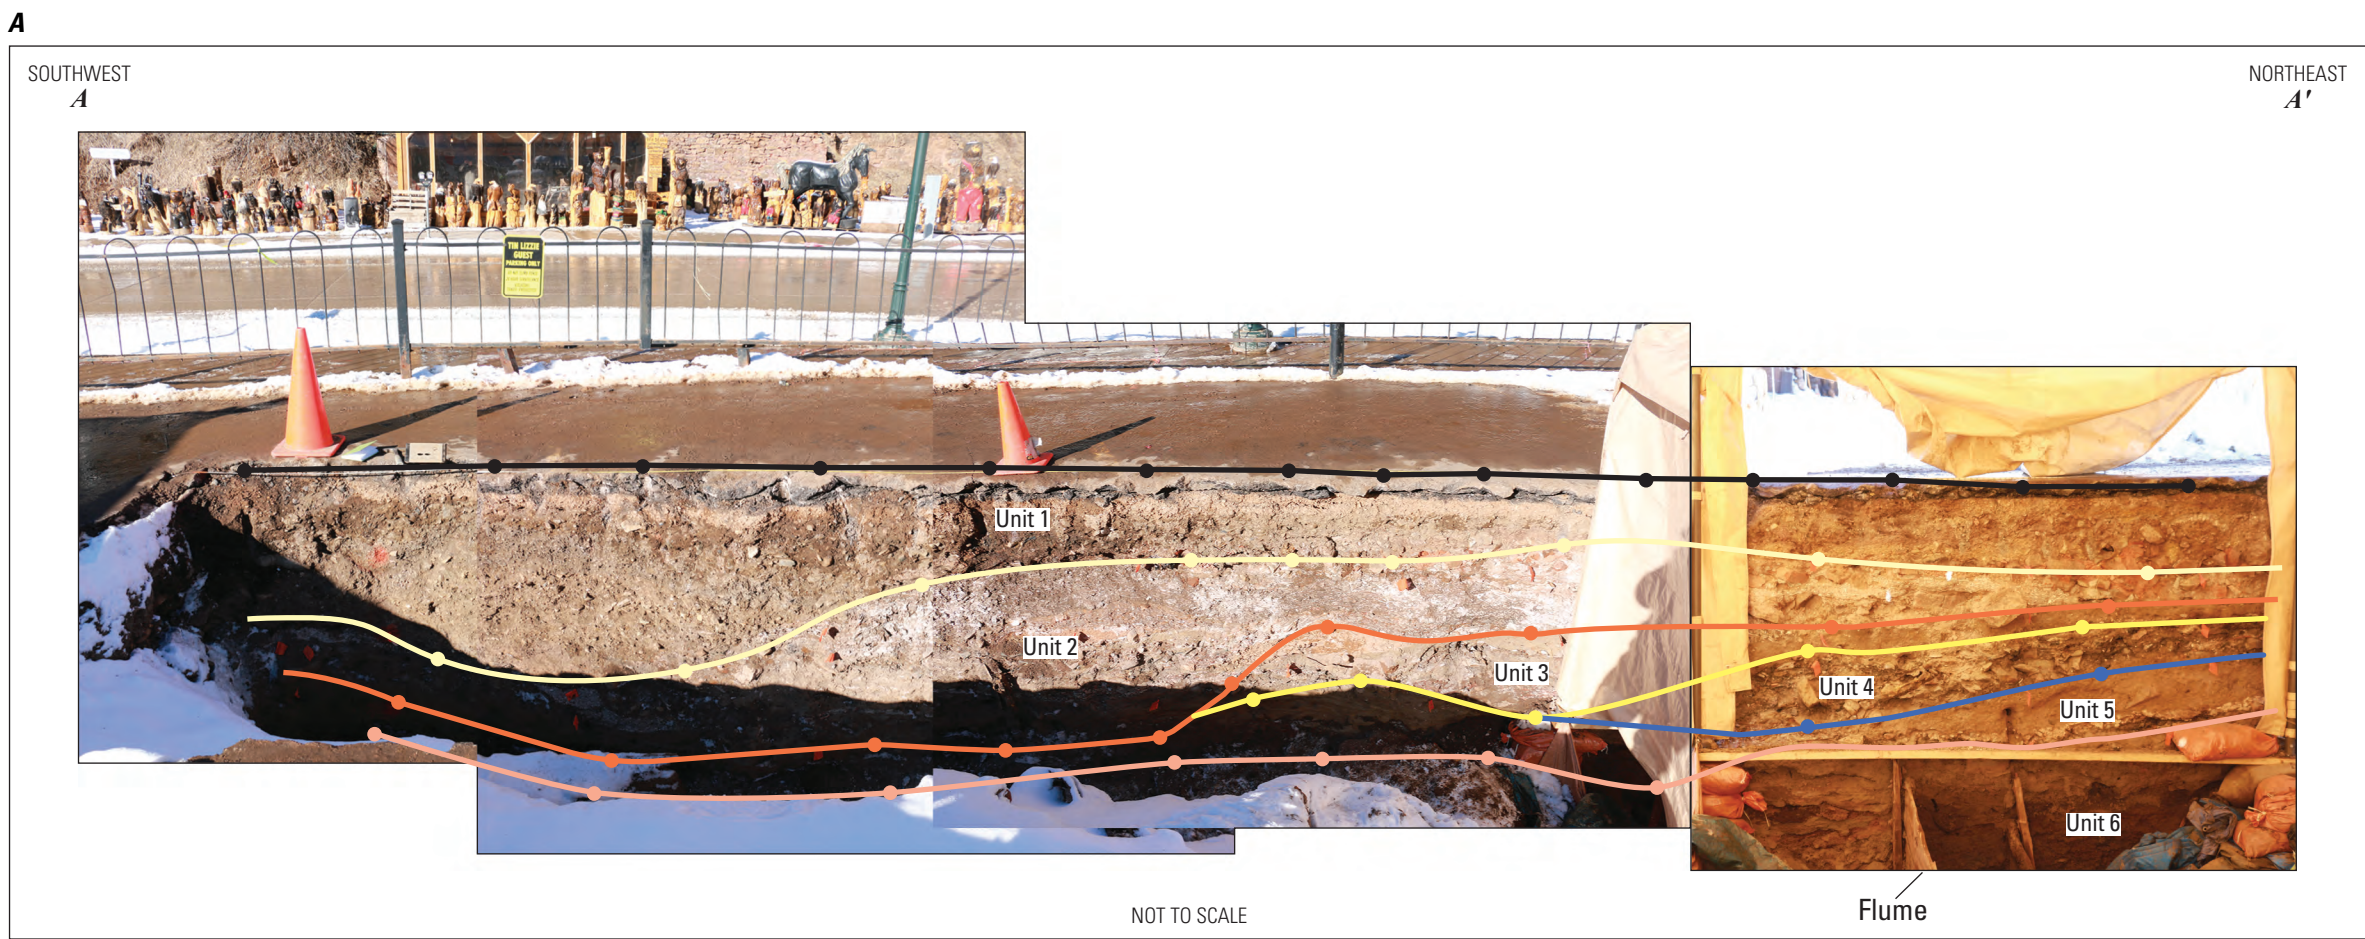 A
SOUTHWEST
A
NORTHEAST
A'
TIN LIZZIE
GUEST
PARKING ONLY
Unit 1
Unit 2
Unit 3
Unit 4
Unit 5
Unit 6
Flume
NOT TO SCALE